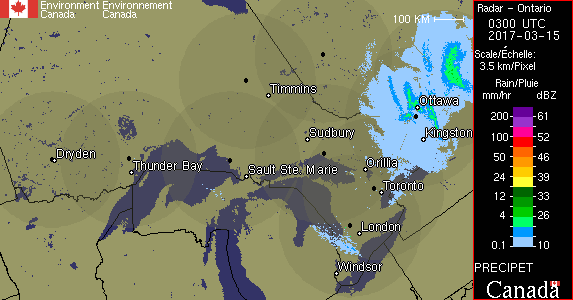 Environment Environnement
Canada Canada
100 KM
Radar - Ontario
0300 UTC
2017-03-15
Scale/Échelle:
3.5 km/Pixel
Rain/Pluie
mm/hr dBZ
200 61
100 52
50 46
24 39
12 33
4 26
0.1 10
PRECIPET
Canada
Timmins
Ottawa
Sudbury
Kingston
Dryden
Thunder Bay
Sault Ste. Marie
Orillia
Toronto
London
Windsor